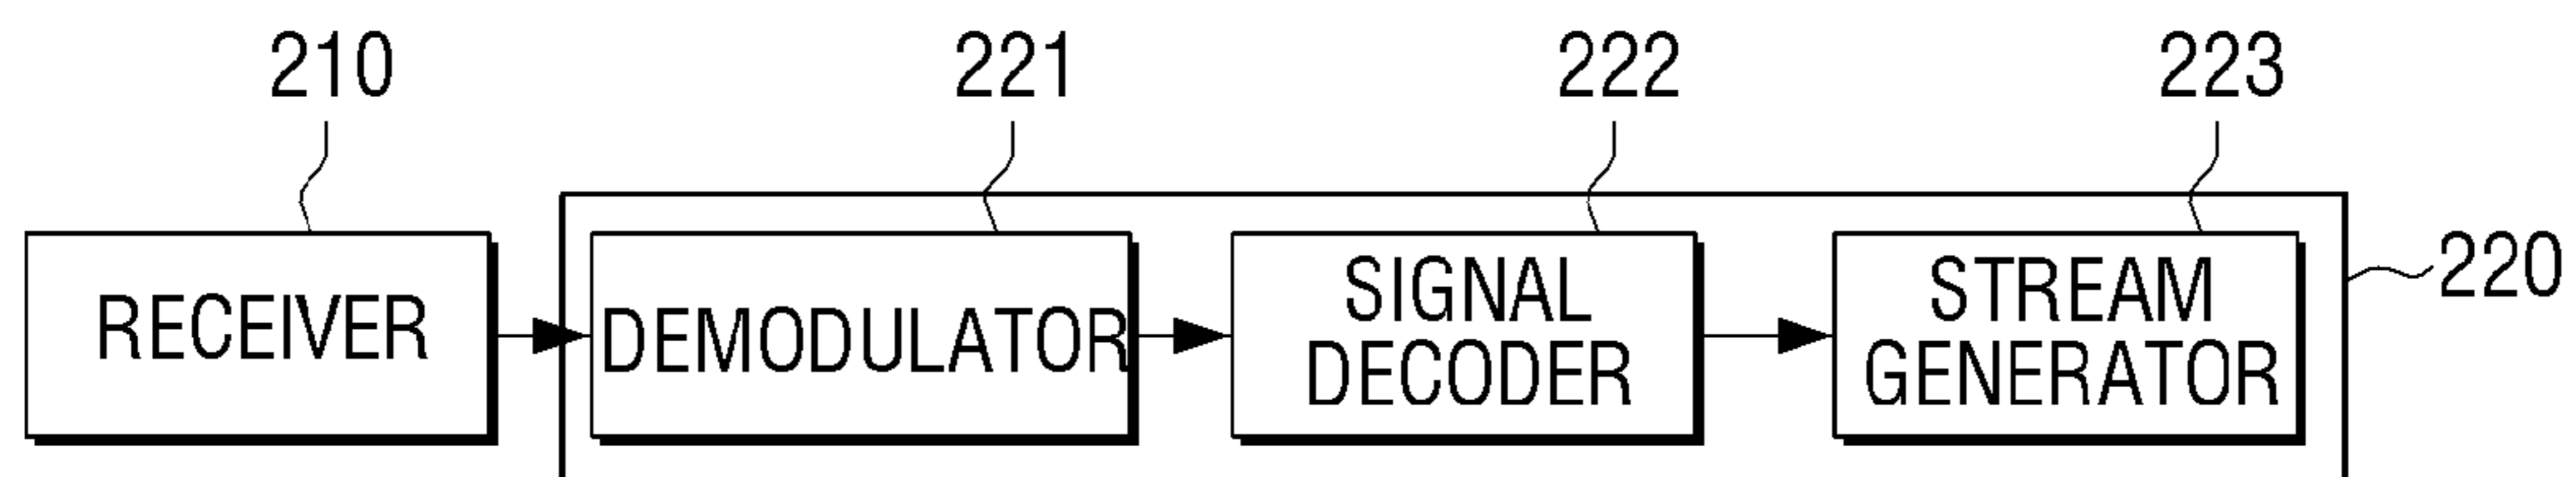 210
221
222
223
RECEIVER
DEMODULATOR
SIGNAL
DECODER
STREAM
GENERATOR
220